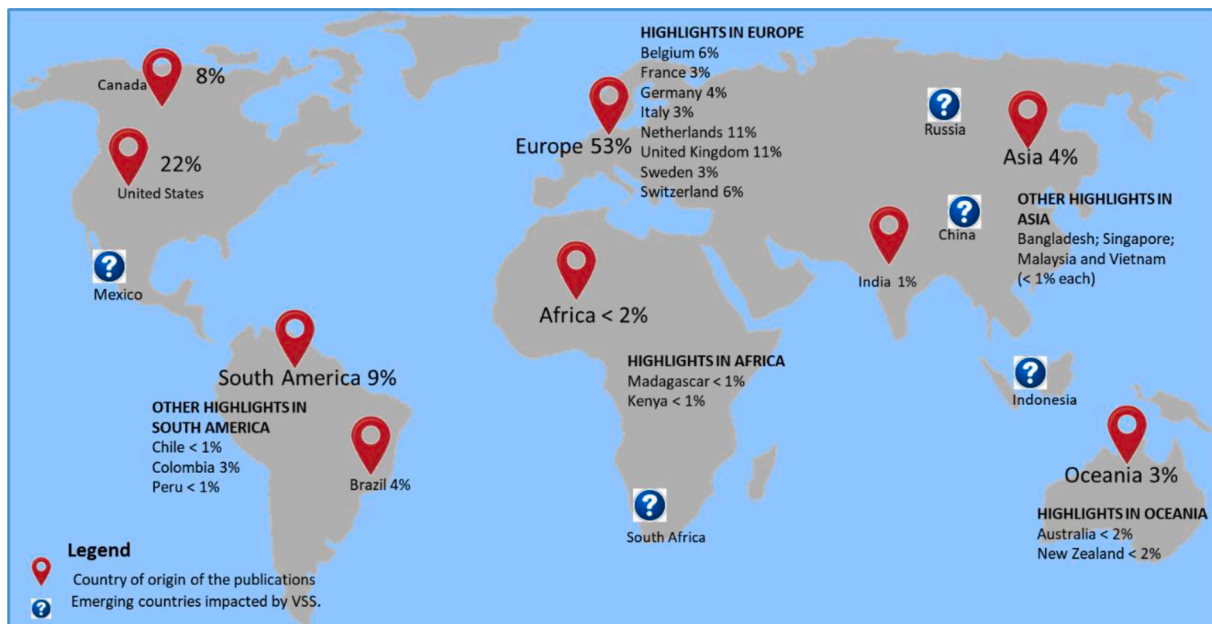 Canada
8%
22%
United States
?
Mexico
HIGHLIGHTS IN EUROPE
Belgium 6%
France 3%
Germany 4%
Italy 3%
Netherlands 11%
United Kingdom 11%
Sweden 3%
Switzerland 6%
Europe 53%
?
Russia
Asia 4%
OTHER HIGHLIGHTS IN
ASIA
Bangladesh; Singapore;
Malaysia and Vietnam
(< 1% each)
?
China
India 1%
Africa < 2%
HIGHLIGHTS IN AFRICA
Madagascar < 1%
Kenya < 1%
South America 9%
OTHER HIGHLIGHTS IN
SOUTH AMERICA
Chile < 1%
Colombia 3%
Peru < 1%
Brazil 4%
?
Indonesia
Oceania 3%
HIGHLIGHTS IN OCEANIA
Australia < 2%
New Zealand < 2%
?
South Africa
Legend
Country of origin of the publications
? Emerging countries impacted by VSS.